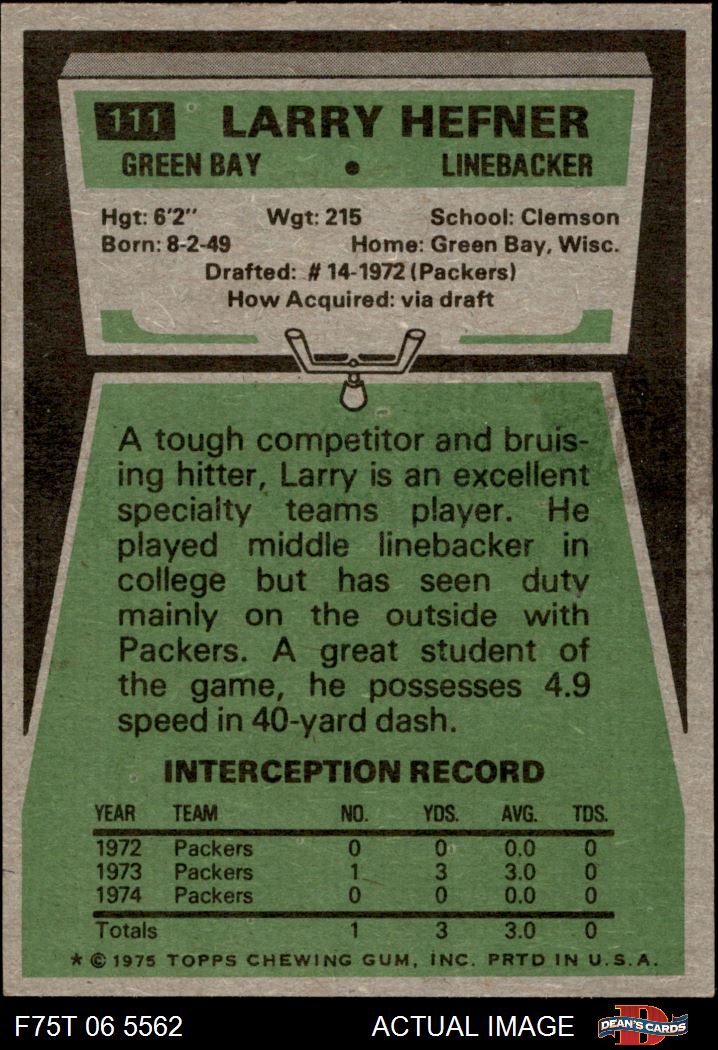 111 LARRY HEFNER
GREEN BAY • LINEBACKER
Hgt: 6'2" Wgt: 215 School: Clemson
Born: 8-2-49 Home: Green Bay, Wisc.
Drafted: #14-1972 (Packers)
How Acquired: via draft
A tough competitor and bruis-
ing hitter, Larry is an excellent
specialty teams player. He
played middle linebacker in
college but has seen duty
mainly on the outside with
Packers. A great student of
the game, he possesses 4.9
speed in 40-yard dash.
INTERCEPTION RECORD
YEAR TEAM NO. YDS. AVG. TDS.
1972 Packers 0 0 0.0 0
1973 Packers 1 3 3.0 0
1974 Packers 0 0 0.0 0
Totals 1 3 3.0 0
* © 1975 TOPPS CHEWING GUM, INC. PRTD IN U.S.A.
F75T 06 5562 ACTUAL IMAGE D DEAN'S CARDS